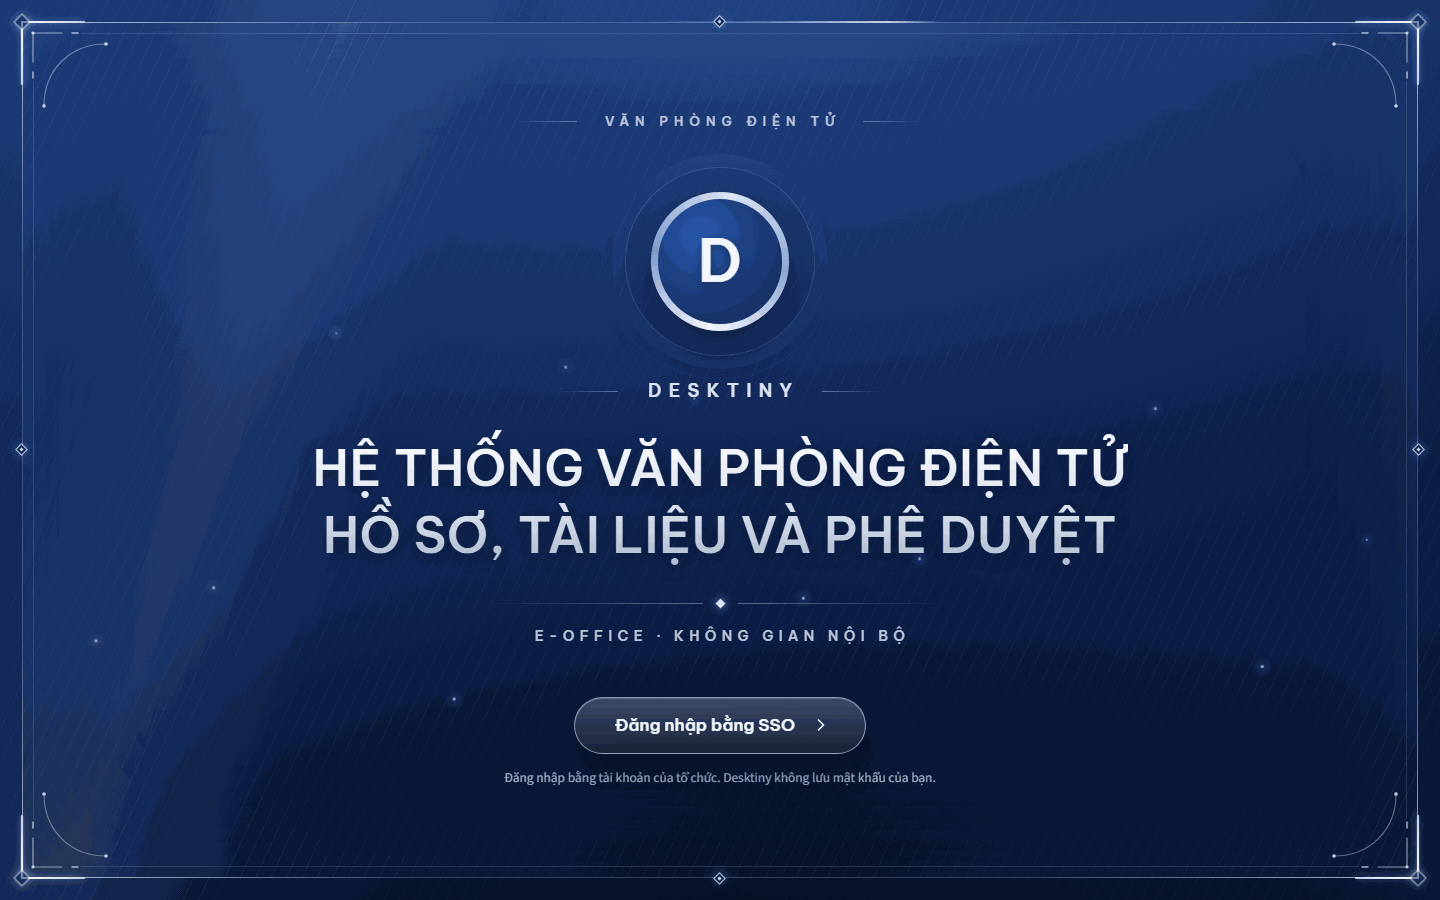 VĂN PHÒNG ĐIỆN TỬ
D
DESKTINY
HỆ THỐNG VĂN PHÒNG ĐIỆN TỬ
HỒ SƠ, TÀI LIỆU VÀ PHÊ DUYỆT
E-OFFICE · KHÔNG GIAN NỘI BỘ
Đăng nhập bằng SSO
Đăng nhập bằng tài khoản của tổ chức. Desktiny không lưu mật khẩu của bạn.